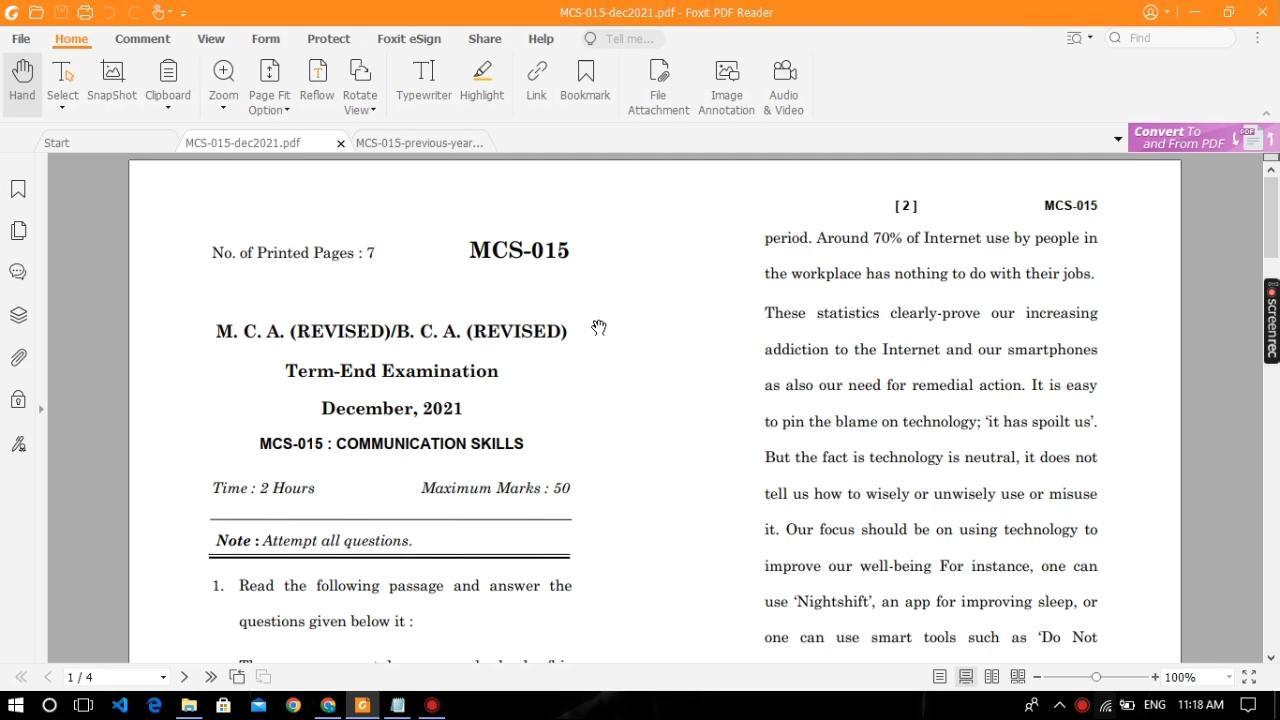 MCS-015-dec2021.pdf - Foxit PDF Reader
File Home Comment View Form Protect Foxit eSign Share Help Tell me... Find
Hand Select SnapShot Clipboard Zoom Page Fit Option Reflow Rotate View Typewriter Highlight Link Bookmark File Attachment Image Annotation Audio & Video
Start MCS-015-dec2021.pdf MCS-015-previous-year...
Convert To
and From PDF
PDF
No. of Printed Pages : 7 MCS-015
M. C. A. (REVISED)/B. C. A. (REVISED)
Term-End Examination
December, 2021
MCS-015 : COMMUNICATION SKILLS
Time : 2 Hours Maximum Marks : 50
Note : Attempt all questions.
1. Read the following passage and answer the
questions given below it :
[ 2 ] MCS-015
period. Around 70% of Internet use by people in
the workplace has nothing to do with their jobs.
These statistics clearly-prove our increasing
addiction to the Internet and our smartphones
as also our need for remedial action. It is easy
to pin the blame on technology; ‘it has spoilt us’.
But the fact is technology is neutral, it does not
tell us how to wisely or unwisely use or misuse
it. Our focus should be on using technology to
improve our well-being For instance, one can
use ‘Nightshift’, an app for improving sleep, or
one can use smart tools such as ‘Do Not
screenrec
1 / 4
100%
ENG 11:18 AM